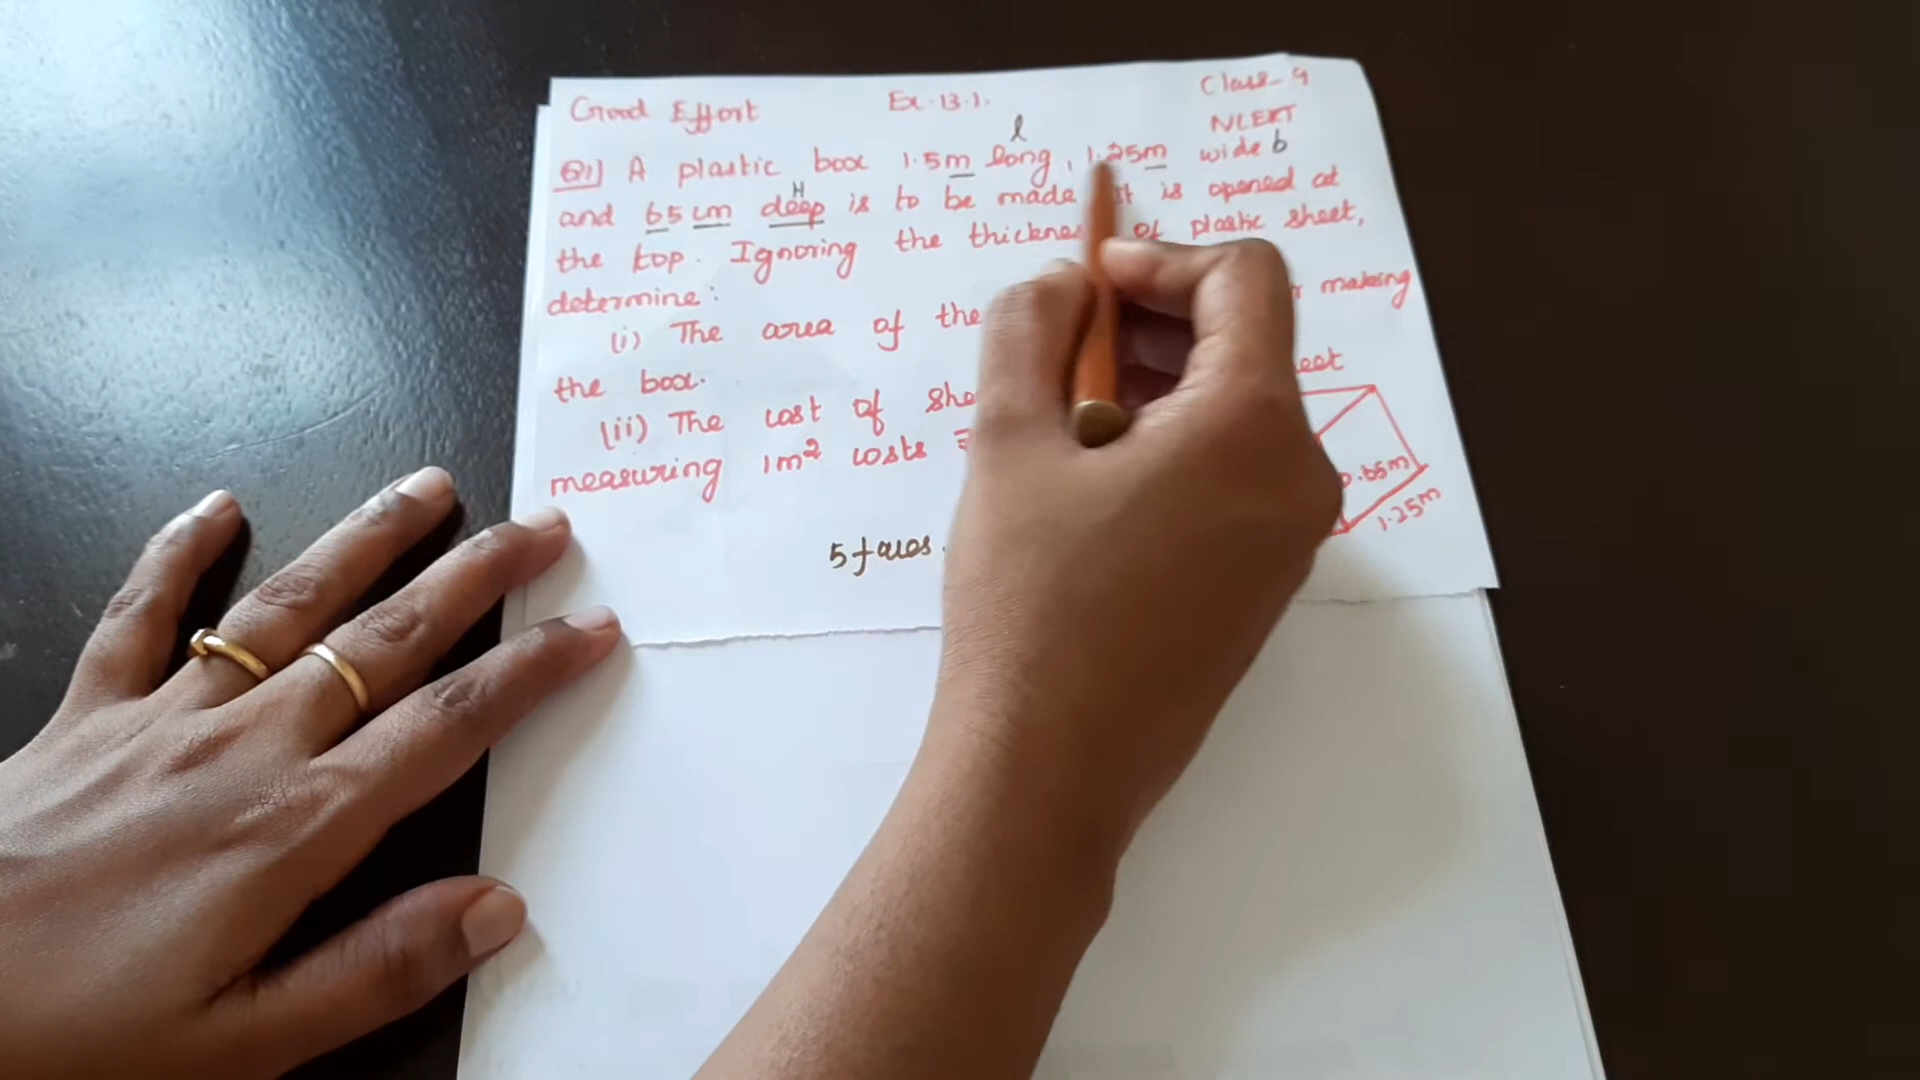 Good Effort Ex.13.1. Class-9
NCERT
l
Q1) A plastic box 1.5m long, 1.25m wide b
H
and 65 cm deep is to be made. It is opened at
the top. Ignoring the thickness of plastic sheet,
determine:
(i) The area of the making
the box.
(ii) The cost of
measuring 1m² costs ₹
0.65m
1.25m
5 faces.